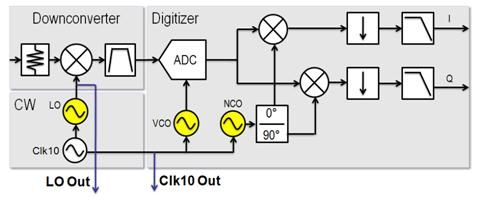 Downconverter
Digitizer
I
ADC
CW
LO
VCO
NCO
0°
90°
Q
Clk10
LO Out
Clk10 Out